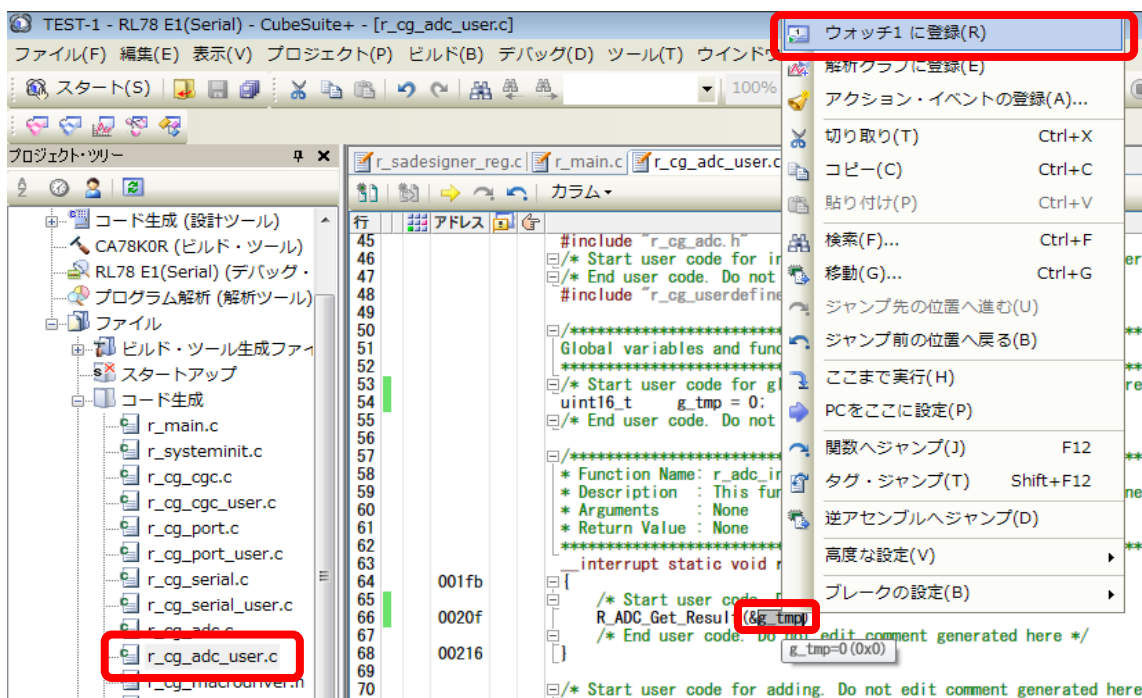 TEST-1 - RL78 E1(Serial) - CubeSuite+ - [r_cg_adc_user.c]
ファイル(F) 編集(E) 表示(V) プロジェクト(P) ビルド(B) デバッグ(D) ツール(T) ウインドウ
スタート(S) 100%
プロジェクト・ツリー
コード生成 (設計ツール)
CA78K0R (ビルド・ツール)
RL78 E1(Serial) (デバッグ・
プログラム解析 (解析ツール)
ファイル
ビルド・ツール生成ファイ
スタートアップ
コード生成
r_main.c
r_systeminit.c
r_cg_cgc.c
r_cg_cgc_user.c
r_cg_port.c
r_cg_port_user.c
r_cg_serial.c
r_cg_serial_user.c
r_cg_adc.c
r_cg_adc_user.c
r_cg_macrodriver.h
r_sadesigner_reg.c r_main.c r_cg_adc_user.c
カラム
行 アドレス
45 #include "r_cg_adc.h"
46 /* Start user code for in er
47 /* End user code. Do not
48 #include "r_cg_userdefine
49
50 /************************ **
51 Global variables and func
52 ************************* **
53 /* Start user code for gl re
54 uint16_t g_tmp = 0;
55 /* End user code. Do not
56
57 /************************ **
58 * Function Name: r_adc_in
59 * Description : This fun ne
60 * Arguments : None
61 * Return Value : None
62 ************************* **
63 __interrupt static void r
64 001fb {
65 /* Start user code.
66 0020f R_ADC_Get_Result(&g_tmp)
67 /* End user code. Do not edit comment generated here */
68 00216 }
69
70 /* Start user code for adding. Do not edit comment generated here
g_tmp=0(0x0)
ウォッチ1 に登録(R)
解析グラフに登録(E)
アクション・イベントの登録(A)...
切り取り(T) Ctrl+X
コピー(C) Ctrl+C
貼り付け(P) Ctrl+V
検索(F)... Ctrl+F
移動(G)... Ctrl+G
ジャンプ先の位置へ進む(U)
ジャンプ前の位置へ戻る(B)
ここまで実行(H)
PCをここに設定(P)
関数へジャンプ(J) F12
タグ・ジャンプ(T) Shift+F12
逆アセンブルへジャンプ(D)
高度な設定(V)
ブレークの設定(B)